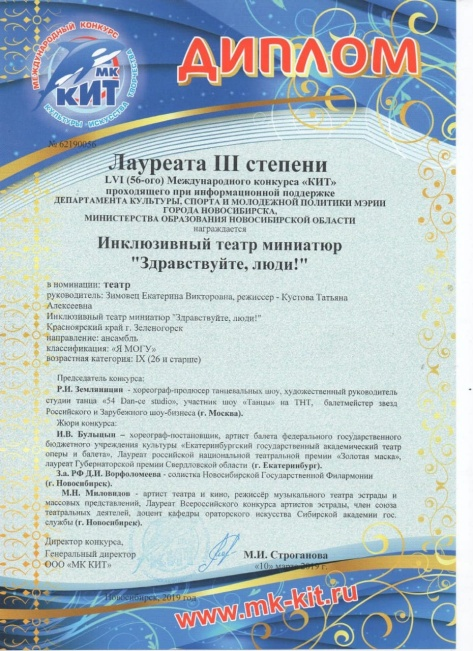 МЕЖДУНАРОДНЫЙ КОНКУРС
МК
КИТ
КУЛЬТУРЫ · ИСКУССТВА
ДИПЛОМ
№ 62190056
Лауреата III степени
LVI (56-ого) Международного конкурса «КИТ»
проходящего при информационной поддержке
ДЕПАРТАМЕНТА КУЛЬТУРЫ, СПОРТА И МОЛОДЕЖНОЙ ПОЛИТИКИ МЭРИИ
ГОРОДА НОВОСИБИРСКА,
МИНИСТЕРСТВА ОБРАЗОВАНИЯ НОВОСИБИРСКОЙ ОБЛАСТИ
награждается
Инклюзивный театр миниатюр
"Здравствуйте, люди!"
в номинации: театр
руководитель: Зимовец Екатерина Викторовна, режиссер - Кустова Татьяна
Алексеевна
Инклюзивный театр миниатюр "Здравствуйте, люди!"
Красноярский край г. Зеленогорск
направление: ансамбль
классификация: «Я МОГУ»
возрастная категория: IX (26 и старше)
Председатель конкурса:
Р.И. - хореограф-продюсер танцевальных шоу, художественный руководитель
студии танца «54 Dan-ce studio», участник шоу «Танцы» на ТНТ, балетмейстер звезд
Российского и Зарубежного шоу-бизнеса (г. Москва).
Жюри конкурса:
И.В. Булыцын – хореограф-постановщик, артист балета федерального государственного
бюджетного учреждения культуры «Екатеринбургский государственный академический театр
оперы и балета», Лауреат российской национальной театральной премии «Золотая маска»,
лауреат Губернаторской премии Свердловской области (г. Екатеринбург).
З.а. РФ Д.И. Ворфоломеева - солистка Новосибирской Государственной Филармонии
(г. Новосибирск).
М.Н. Миловидов - артист театра и кино, режиссёр музыкального театра эстрады и
массовых представлений, Лауреат Всероссийского конкурса артистов эстрады, член союза
театральных деятелей, доцент кафедры ораторского искусства Сибирской академии гос.
службы (г. Новосибирск).
Директор конкурса,
Генеральный директор
ООО «МК КИТ»
М.И. Строганова
«10» марта 2019 г.
Новосибирск, 2019 год
www.mk-kit.ru